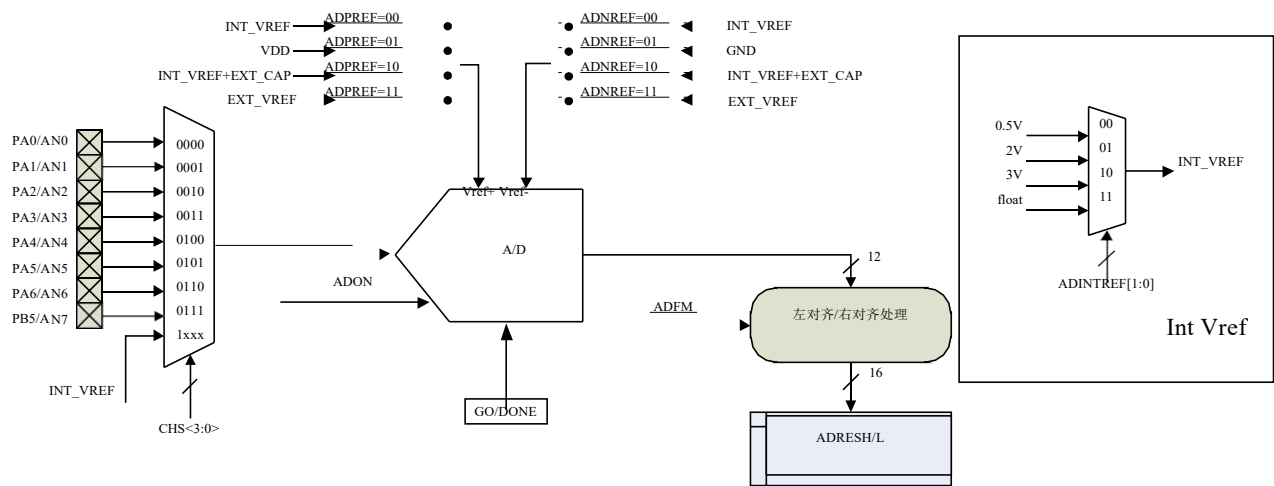 INT_VREF ADPREF=00 ADNREF=00 INT_VREF
VDD ADPREF=01 ADNREF=01 GND
INT_VREF+EXT_CAP ADPREF=10 ADNREF=10 INT_VREF+EXT_CAP
EXT_VREF ADPREF=11 ADNREF=11 EXT_VREF
PA0/AN0 0000
PA1/AN1 0001
PA2/AN2 0010
PA3/AN3 0011
PA4/AN4 0100
PA5/AN5 0101
PA6/AN6 0110
PB5/AN7 0111
1xxx
INT_VREF
CHS<3:0>
Vref+ Vref-
A/D
ADON
GO/DONE
12
ADFM
左对齐/右对齐处理
16
ADRESH/L
0.5V 00
2V 01
3V 10
float 11
INT_VREF
ADINTREF[1:0]
Int Vref